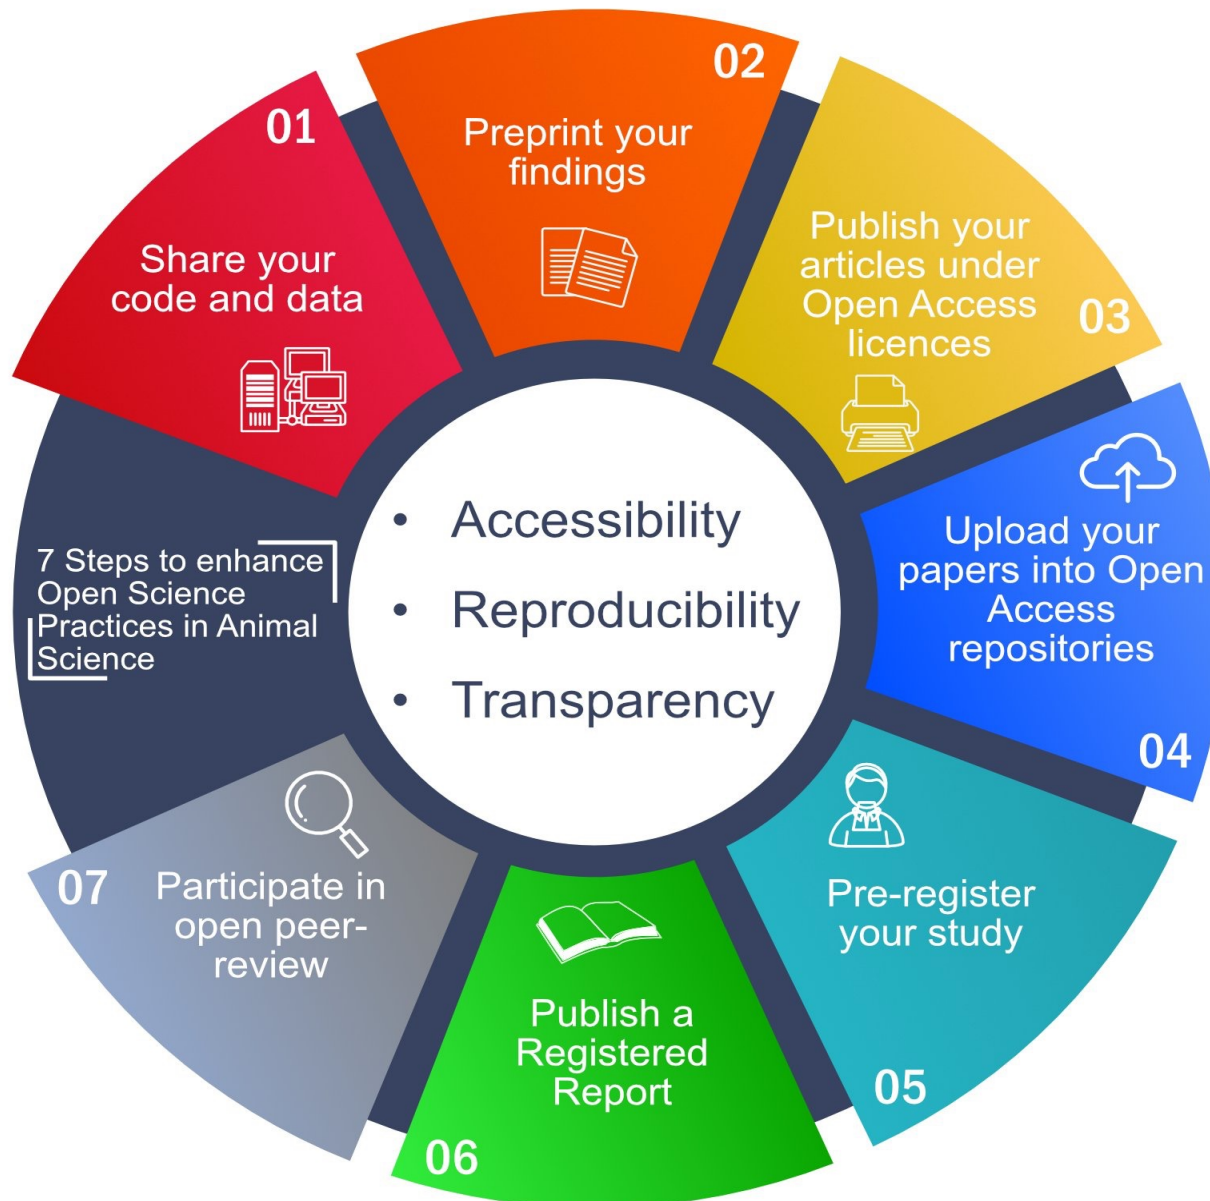 01
Share your
code and data
02
Preprint your
findings
03
Publish your
articles under
Open Access
licences
Upload your
papers into Open
Access
repositories
04
Pre-register
your study
05
Publish a
Registered
Report
06
07
Participate in
open peer-
review
7 Steps to enhance
Open Science
Practices in Animal
Science
• Accessibility
• Reproducibility
• Transparency